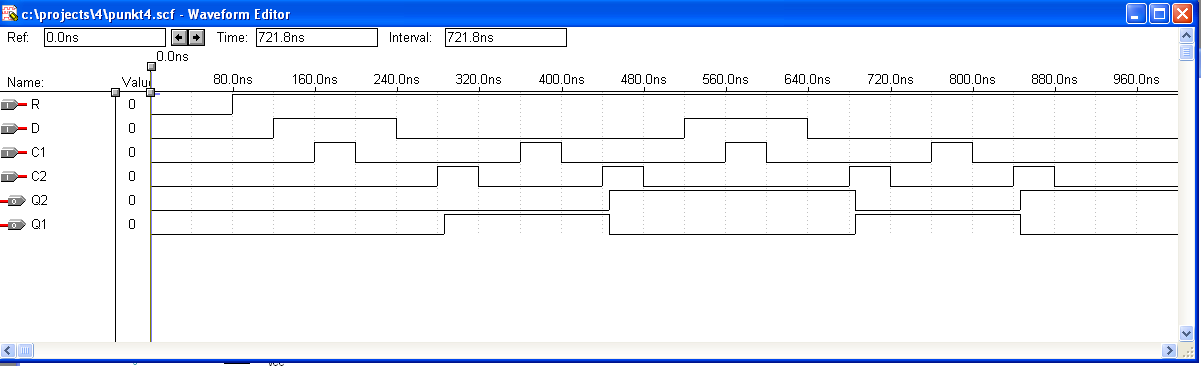 c:\projects\4\punkt4.scf - Waveform Editor
Ref: 0.0ns Time: 721.8ns Interval: 721.8ns
0.0ns
Name: Value 80.0ns 160.0ns 240.0ns 320.0ns 400.0ns 480.0ns 560.0ns 640.0ns 720.0ns 800.0ns 880.0ns 960.0ns
R 0
D 0
C1 0
C2 0
Q2 0
Q1 0